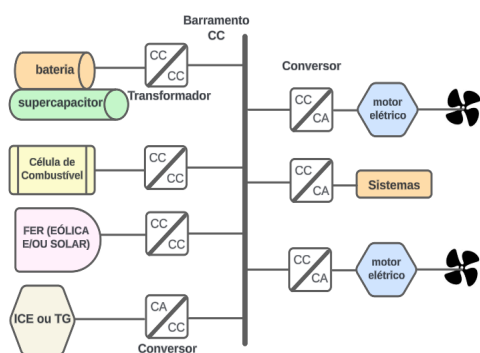 Barramento
CC
bateria
supercapacitor
CC
CC
Transformador
Conversor
CC
CA
motor
elétrico
Célula de
Combustível
CC
CC
CC
CA
Sistemas
FER (EÓLICA
E/OU SOLAR)
CC
CC
CC
CA
motor
elétrico
ICE ou TG
CA
CC
Conversor